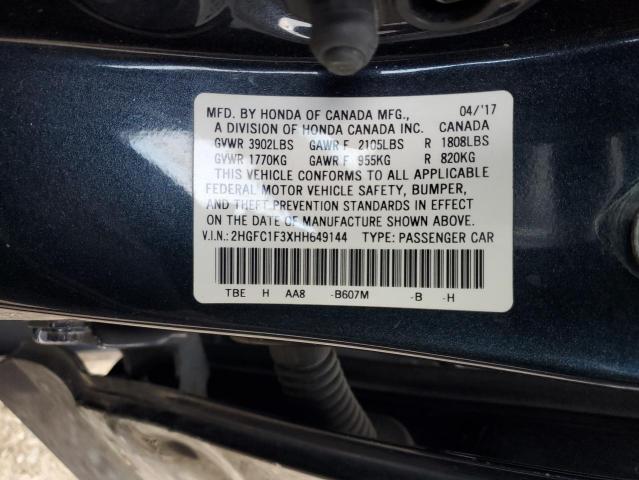 MFD. BY HONDA OF CANADA MFG., 04/'17
A DIVISION OF HONDA CANADA INC. CANADA
GVWR 3902LBS GAWR F 2105LBS R 1808LBS
GVWR 1770KG GAWR F 955KG R 820KG
THIS VEHICLE CONFORMS TO ALL APPLICABLE
FEDERAL MOTOR VEHICLE SAFETY, BUMPER,
AND THEFT PREVENTION STANDARDS IN EFFECT
ON THE DATE OF MANUFACTURE SHOWN ABOVE.
V.I.N.: 2HGFC1F3XHH649144 TYPE: PASSENGER CAR
TBE H AA8 -B607M -B -H